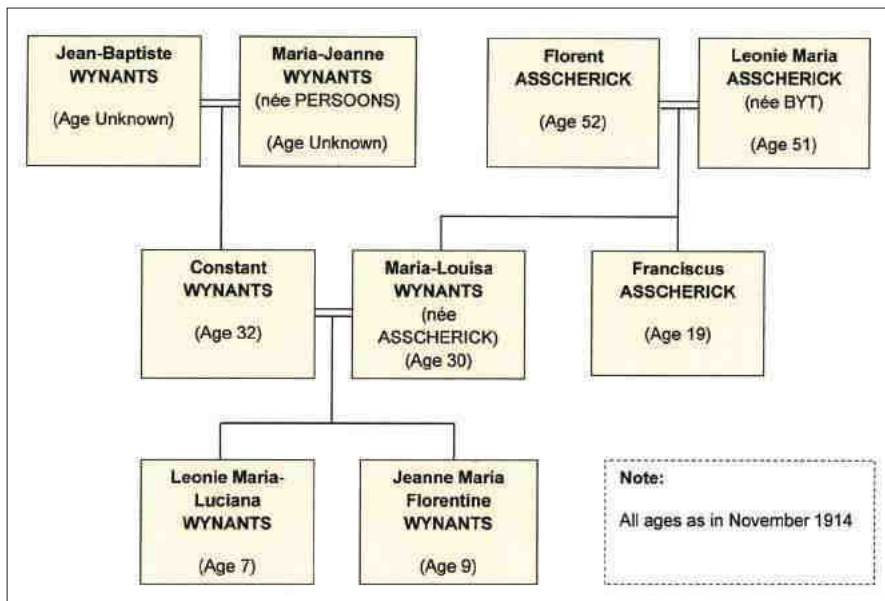 Jean-Baptiste
WYNANTS
(Age Unknown)
Maria-Jeanne
WYNANTS
(née PERSOONS)
(Age Unknown)
Florent
ASSCHERICK
(Age 52)
Leonie Maria
ASSCHERICK
(née BYT)
(Age 51)
Constant
WYNANTS
(Age 32)
Maria-Louisa
WYNANTS
(née
ASSCHERICK)
(Age 30)
Franciscus
ASSCHERICK
(Age 19)
Leonie Maria-
Luciana
WYNANTS
(Age 7)
Jeanne Maria
Florentine
WYNANTS
(Age 9)
Note:
All ages as in November 1914